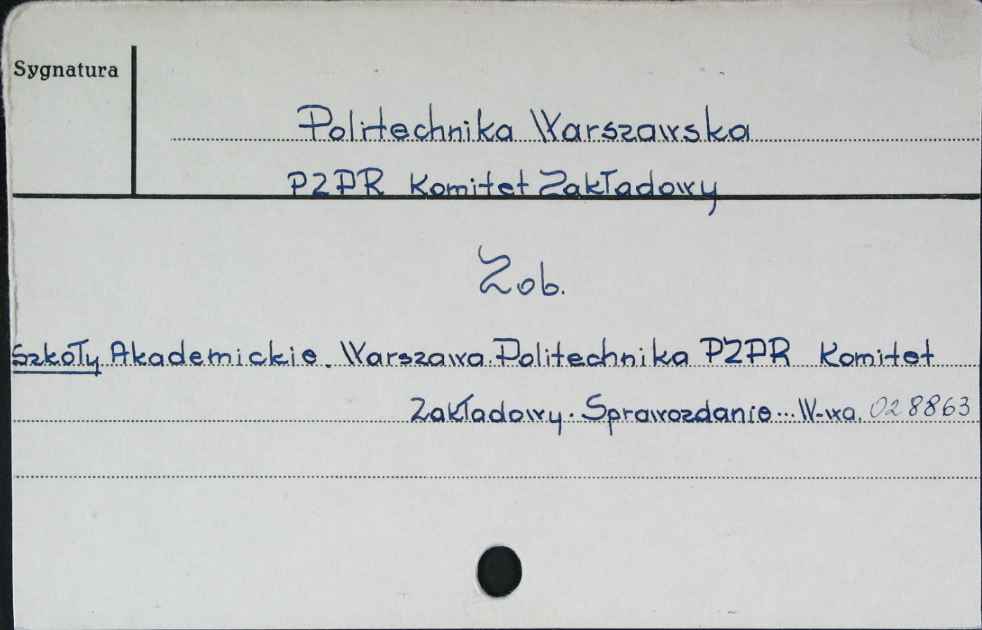 Sygnatura
Politechnika Warszawska
PZPR Komitet Zakładowy
Zob.
Szkoły Akademickie. Warszawa. Politechnika PZPR Komitet
Zakładowy. Sprawozdanie... W-wa. 028863